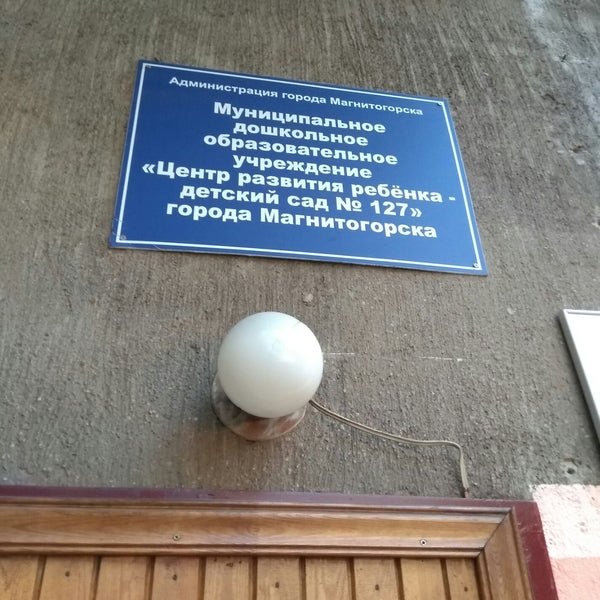 Администрация города Магнитогорска
Муниципальное
дошкольное
образовательное
учреждение
«Центр развития ребёнка -
детский сад № 127»
города Магнитогорска